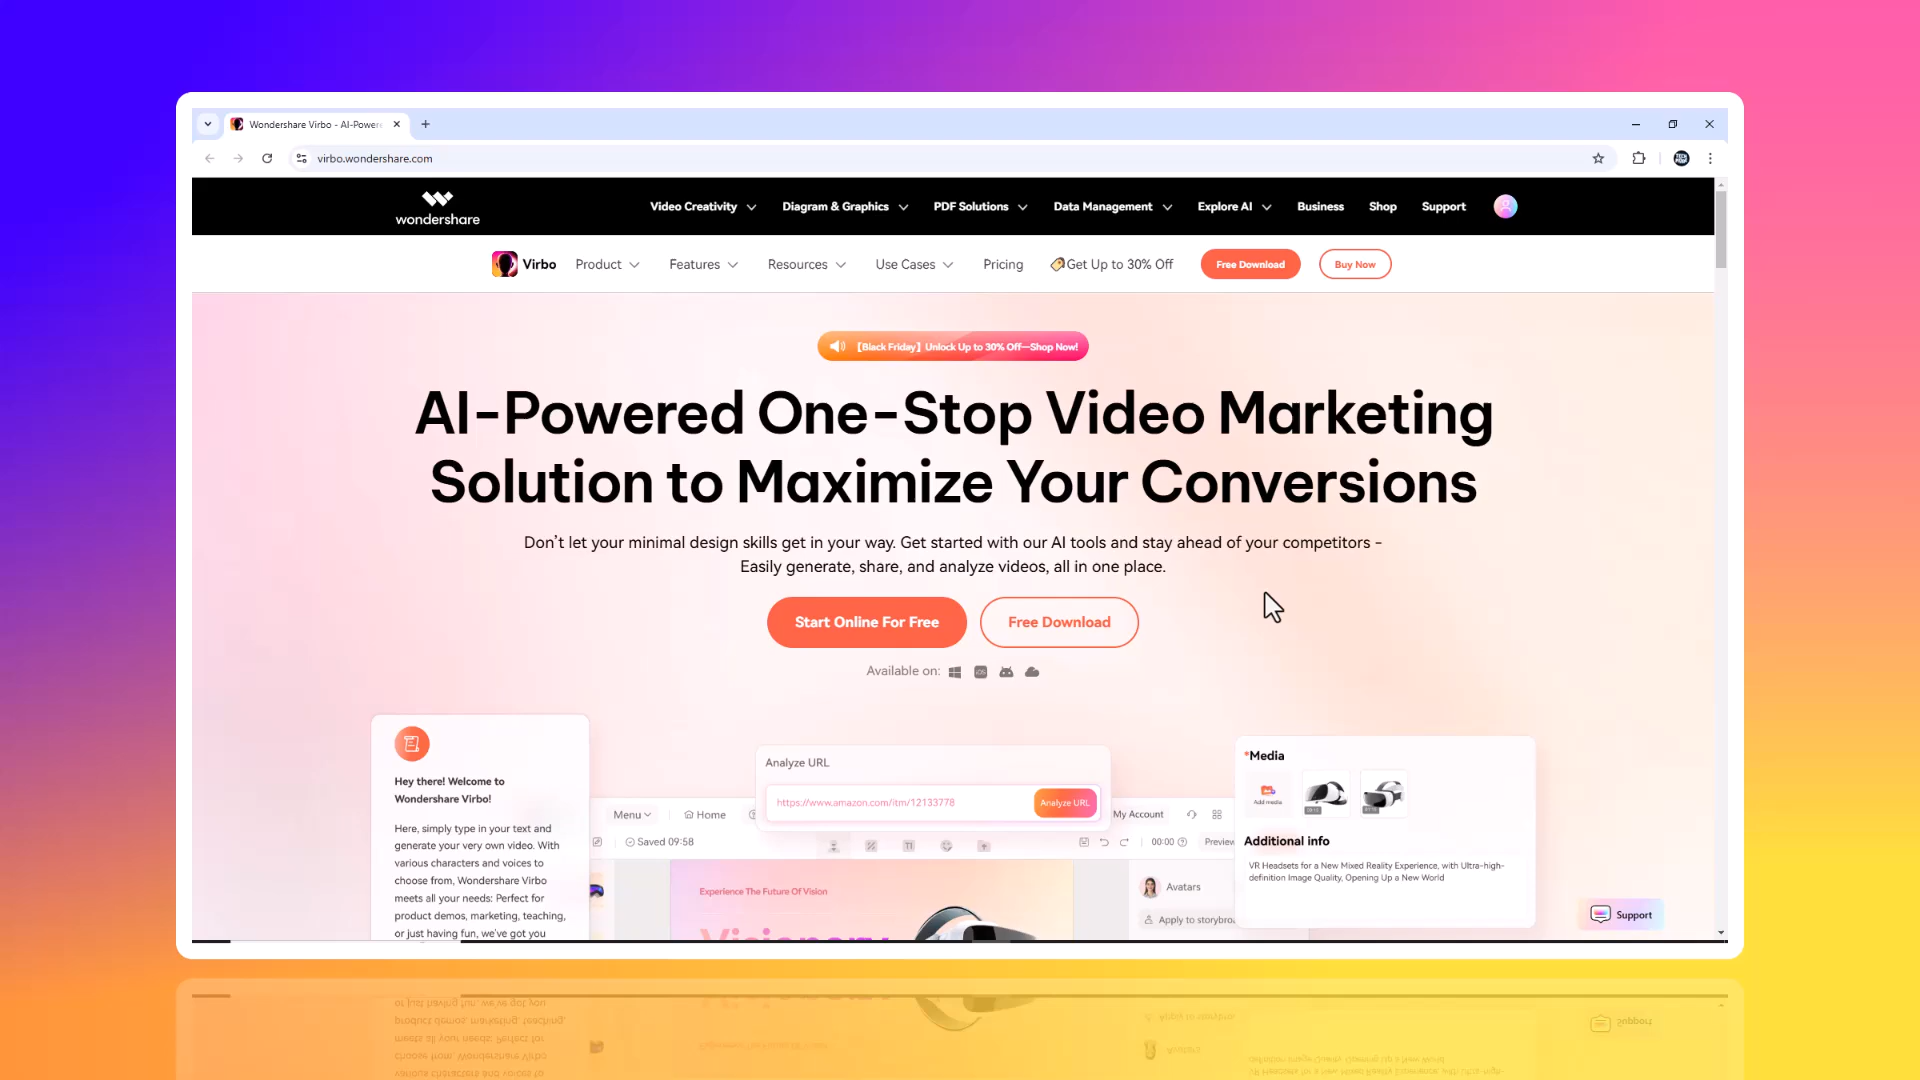 Wondershare Virbo - AI-Powere
virbo.wondershare.com
wondershare
Video Creativity
Diagram & Graphics
PDF Solutions
Data Management
Explore AI
Business
Shop
Support
Virbo
Product
Features
Resources
Use Cases
Pricing
Get Up to 30% Off
Free Download
Buy Now
【Black Friday】Unlock Up to 30% Off—Shop Now!
AI-Powered One-Stop Video Marketing
Solution to Maximize Your Conversions
Don't let your minimal design skills get in your way. Get started with our AI tools and stay ahead of your competitors -
Easily generate, share, and analyze videos, all in one place.
Start Online For Free
Free Download
Available on:
Hey there! Welcome to
Wondershare Virbo!
Here, simply type in your text and
generate your very own video. With
various characters and voices to
choose from, Wondershare Virbo
meets all your needs: Perfect for
product demos, marketing, teaching,
or just having fun, we've got you
Analyze URL
https://www.amazon.com/itm/12133778
Analyze URL
Menu
Home
My Account
Saved 09:58
00:00
Preview
Experience The Future Of Vision
Visionary
Avatars
Apply to storybro
*Media
Add media
Additional info
VR Headsets for a New Mixed Reality Experience, with Ultra-high-
definition Image Quality, Opening Up a New World
Support